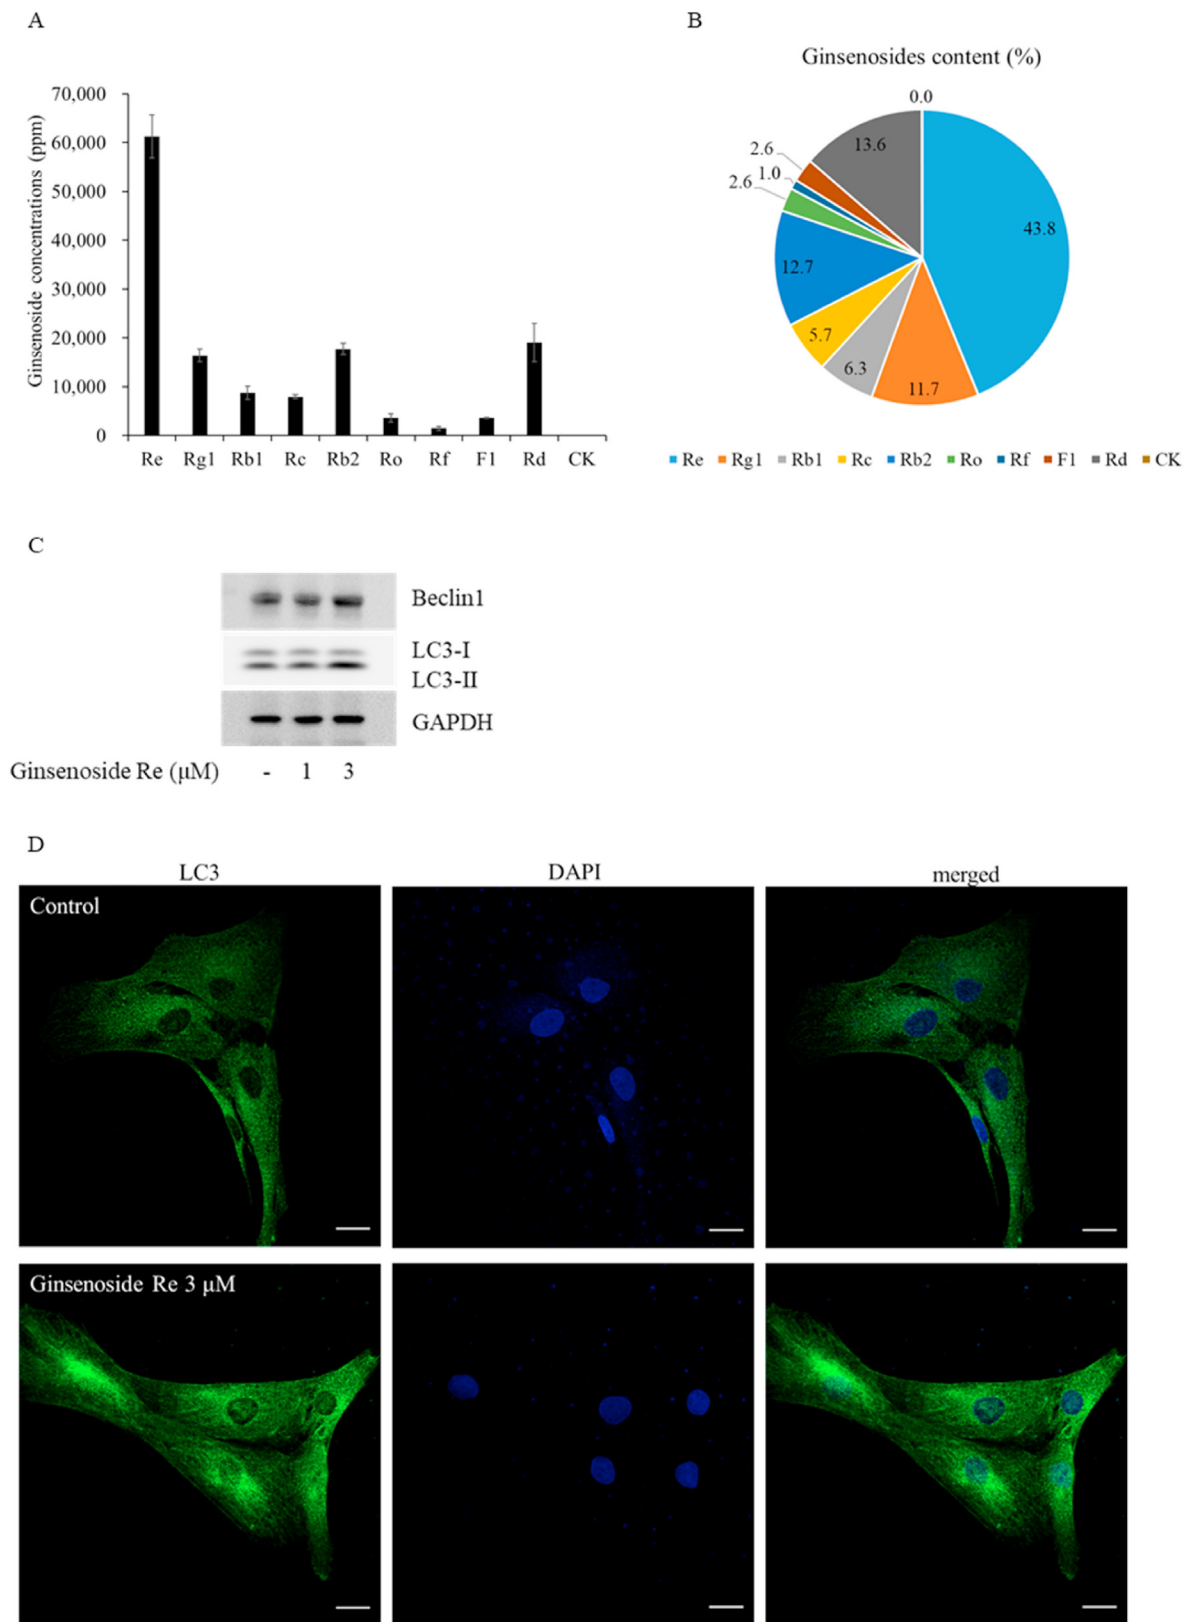 A
Ginsenoside concentrations (ppm)
70,000
60,000
50,000
40,000
30,000
20,000
10,000
0
Re Rg1 Rb1 Rc Rb2 Ro Rf F1 Rd CK
B
Ginsenosides content (%)
0.0
13.6
2.6
1.0
2.6
43.8
12.7
5.7
6.3
11.7
Re Rg1 Rb1 Rc Rb2 Ro Rf F1 Rd CK
C
Beclin1
LC3-I
LC3-II
GAPDH
Ginsenoside Re (μM) - 1 3
D
LC3 DAPI merged
Control
Ginsenoside Re 3 μM